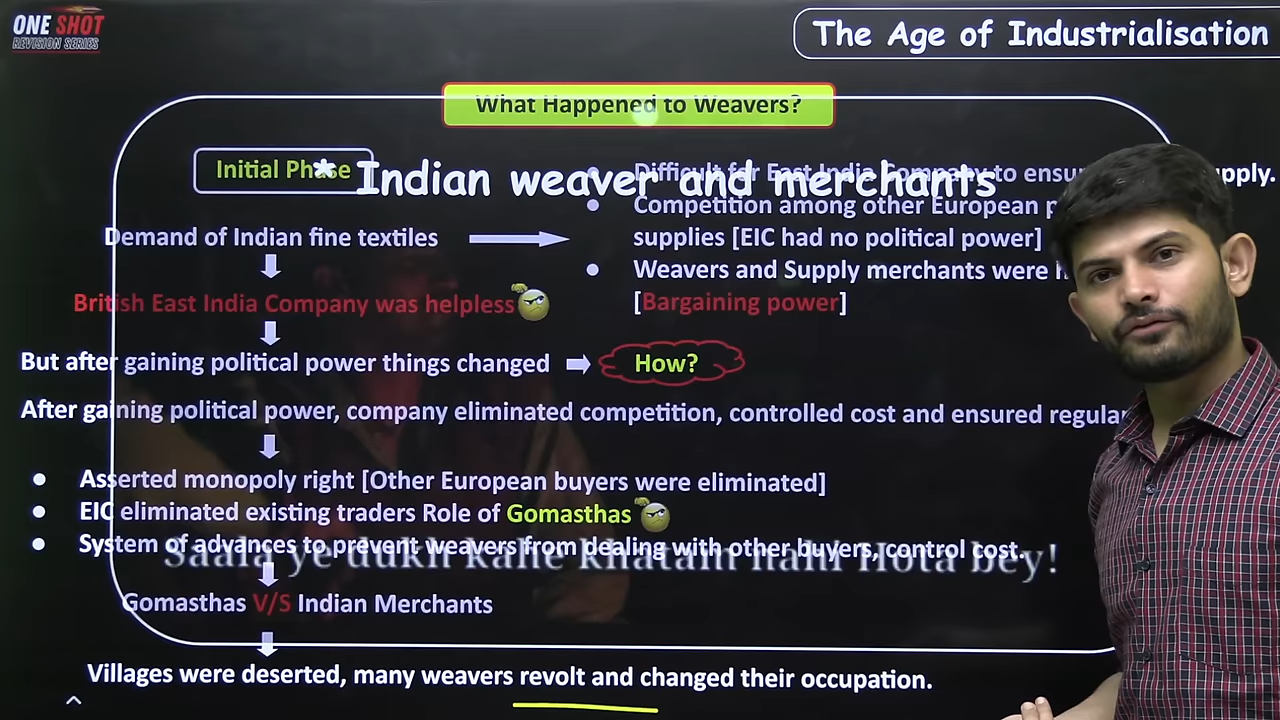 ONE SHOT
REVISION SERIES
The Age of Industrialisation
What Happened to Weavers?
Initial Phase
* Indian weaver and merchants
Difficult for East India Company to ensu pply.
Competition among other European p
supplies [EIC had no political power]
Demand of Indian fine textiles
Weavers and Supply merchants were
[Bargaining power]
British East India Company was helpless
But after gaining political power things changed
How?
After gaining political power, company eliminated competition, controlled cost and ensured regular
Asserted monopoly right [Other European buyers were eliminated]
EIC eliminated existing traders Role of Gomasthas
System of advances to prevent weavers from dealing with other buyers, control cost.
Saala ye dukh kahe khatam nahi Hota bey!
Gomasthas V/S Indian Merchants
Villages were deserted, many weavers revolt and changed their occupation.